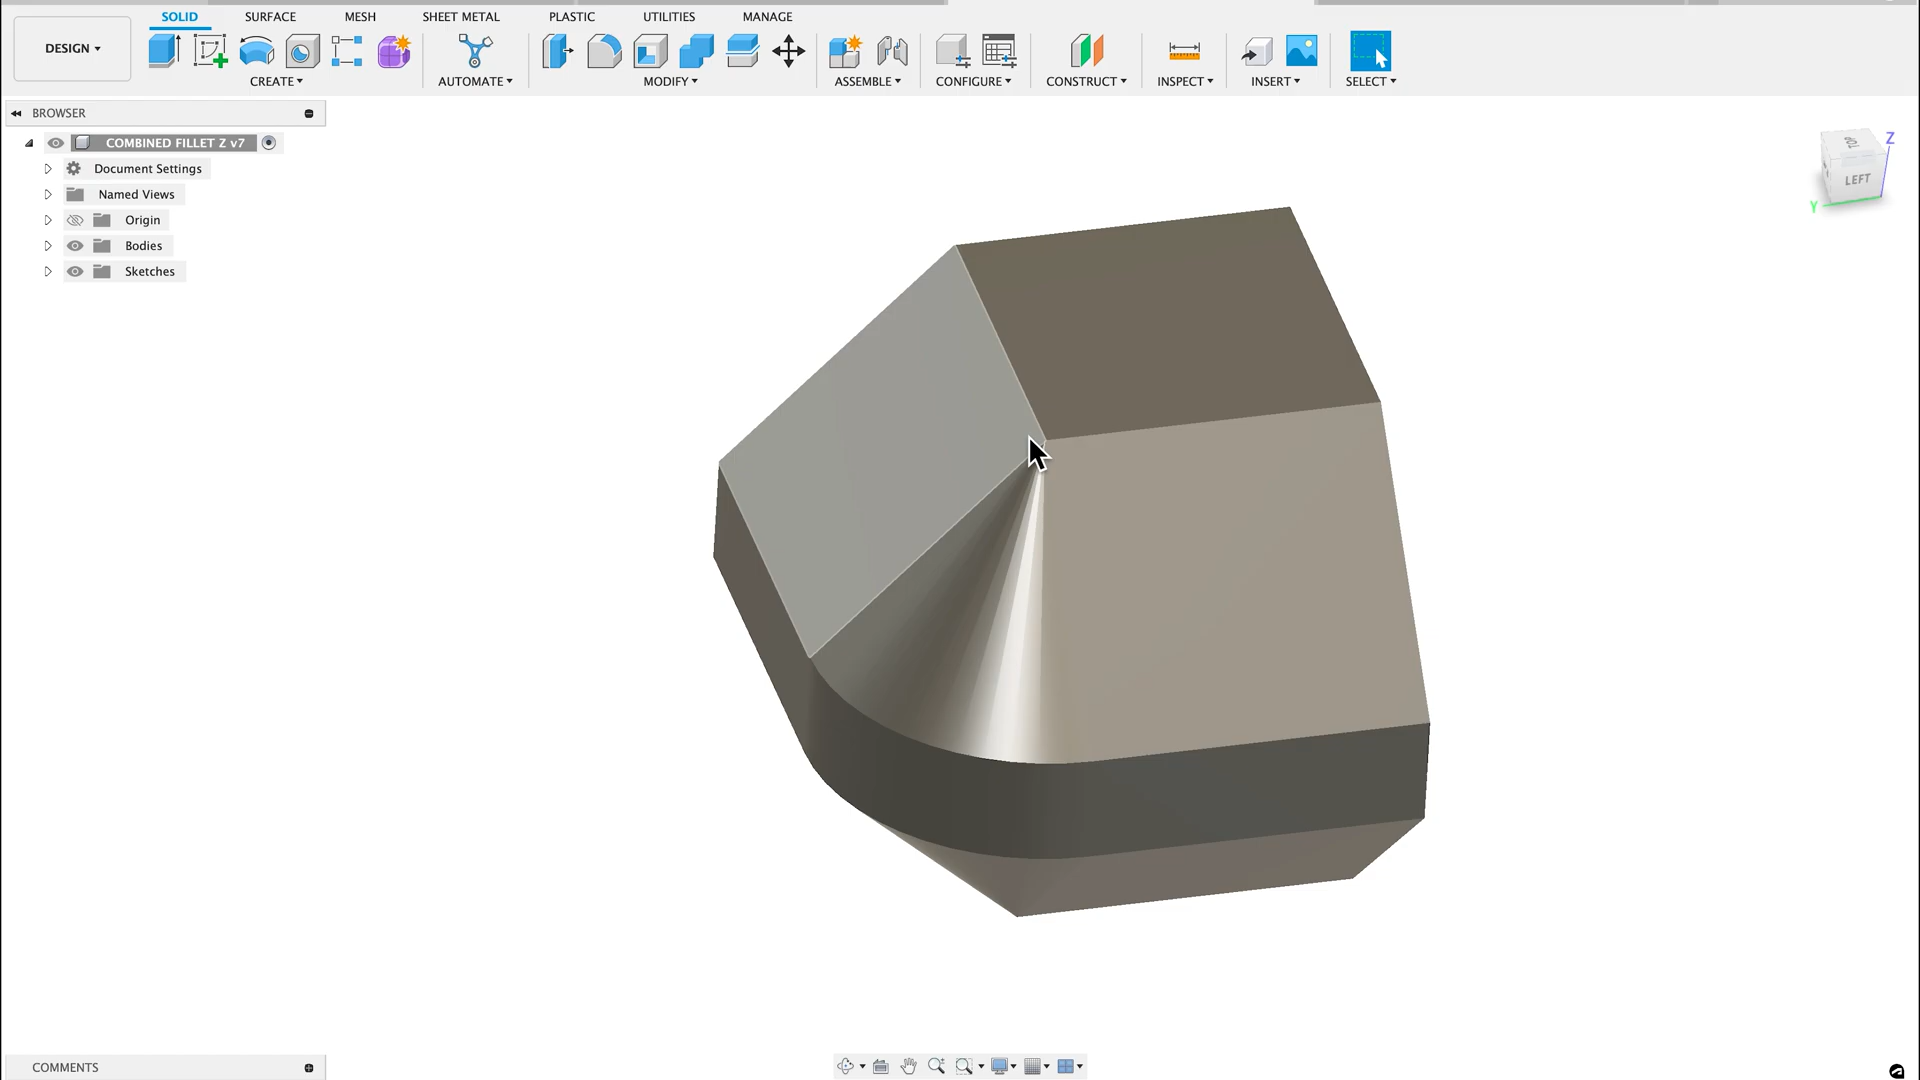 SOLID SURFACE MESH SHEET METAL PLASTIC UTILITIES MANAGE
DESIGN
CREATE AUTOMATE MODIFY ASSEMBLE CONFIGURE CONSTRUCT INSPECT INSERT SELECT
BROWSER
COMBINED FILLET Z v7
Document Settings
Named Views
Origin
Bodies
Sketches
TOP
LEFT
Z
Y
COMMENTS